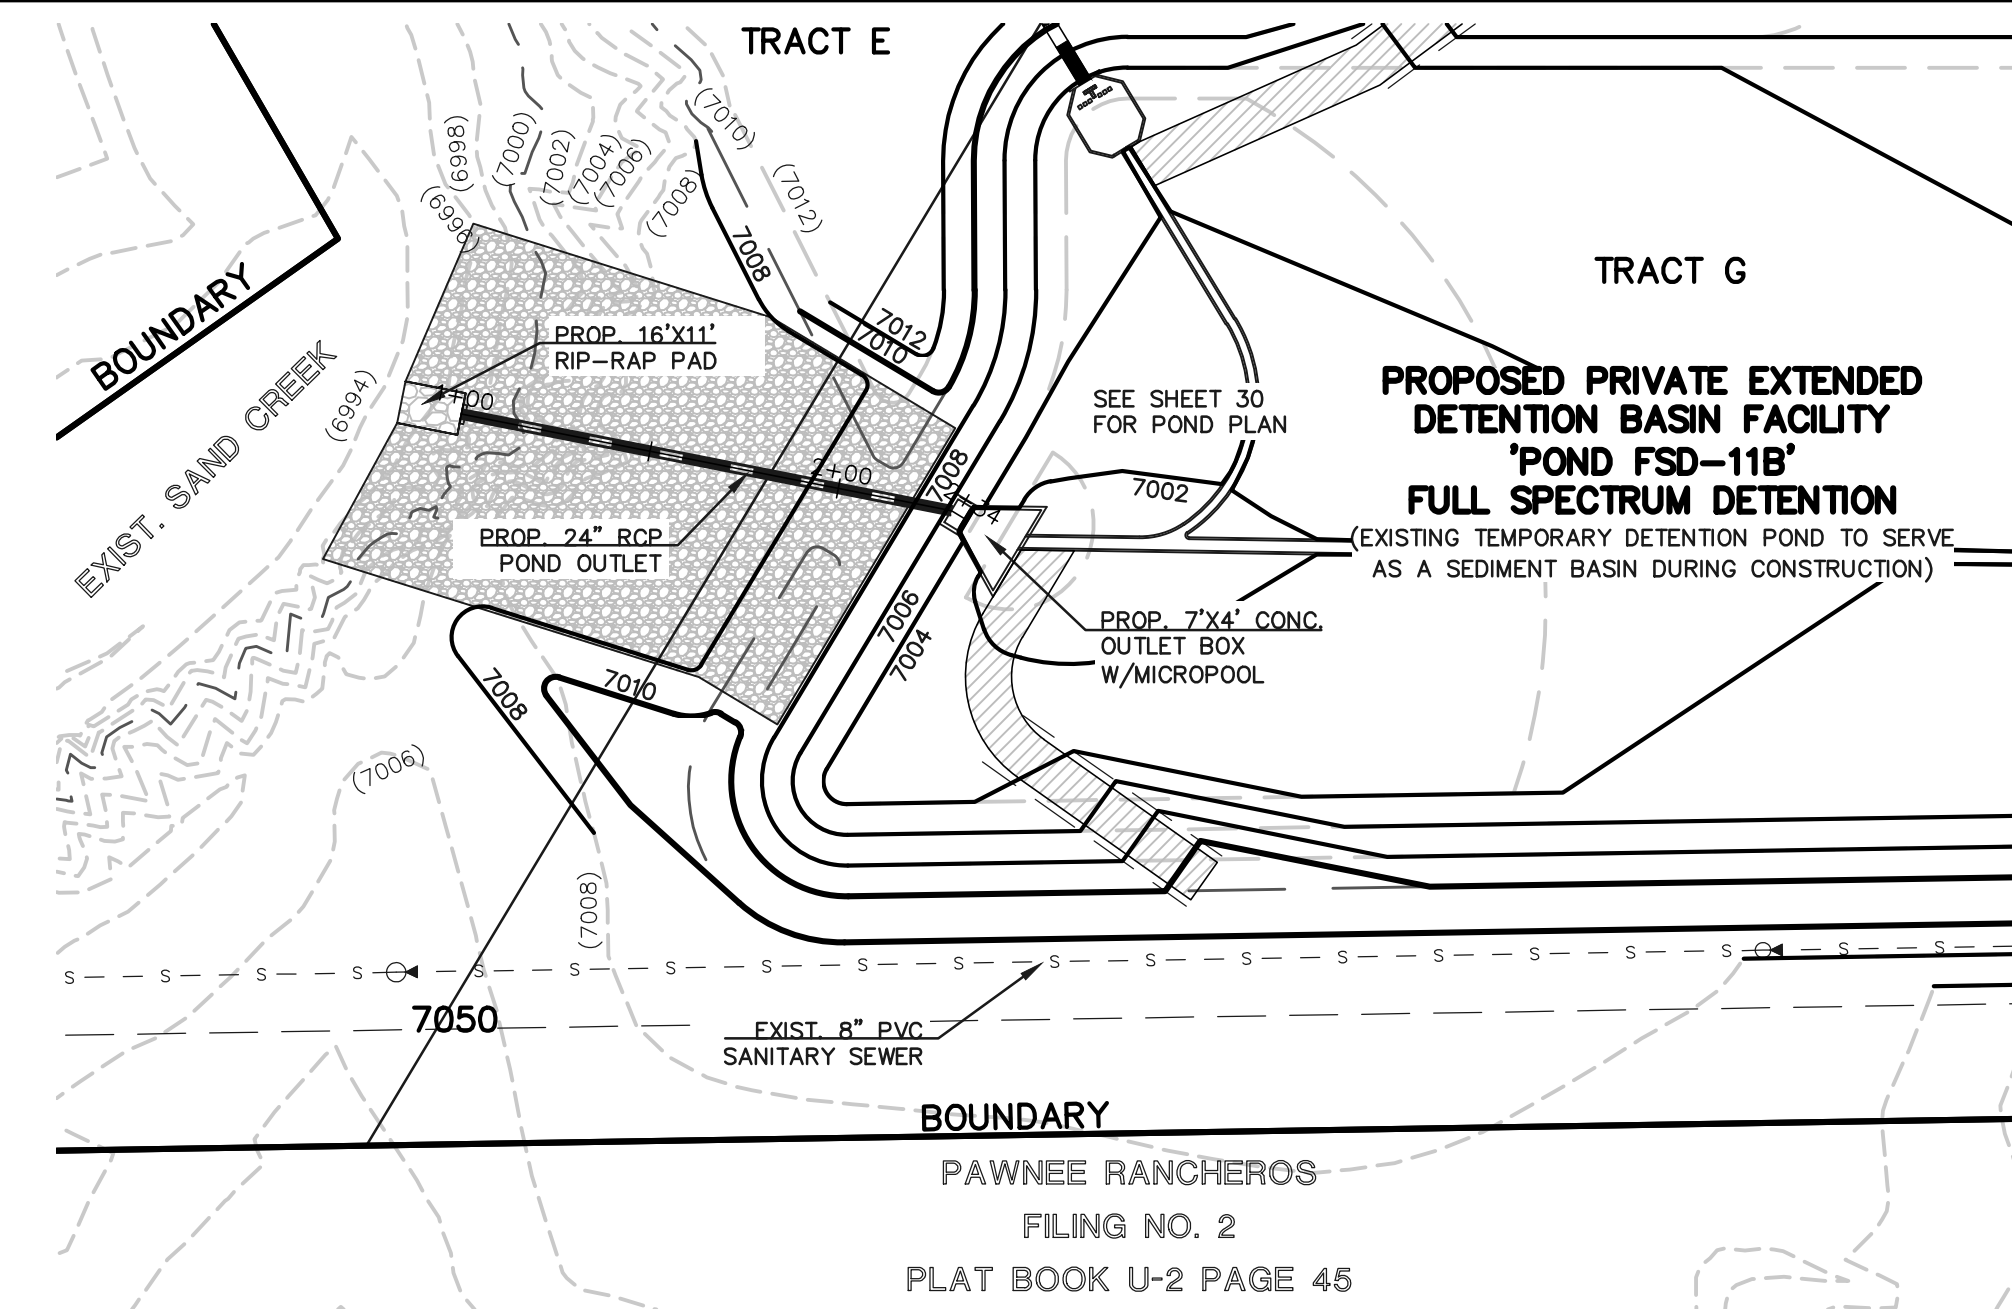 TRACT E
(7010)
(6998)
(7000)
(7002)
(7004)
(7006)
(7008)
(7012)
(6996)
7008
TRACT G
BOUNDARY
7012
7010
PROP. 16'X11'
RIP-RAP PAD
EXIST. SAND CREEK
(6994)
1+00
SEE SHEET 30
FOR POND PLAN
PROPOSED PRIVATE EXTENDED
DETENTION BASIN FACILITY
'POND FSD-11B'
FULL SPECTRUM DETENTION
(EXISTING TEMPORARY DETENTION POND TO SERVE
AS A SEDIMENT BASIN DURING CONSTRUCTION)
2+00
7008
2+54
7002
PROP. 24" RCP
POND OUTLET
7006
7004
PROP. 7'X4' CONC.
OUTLET BOX
W/MICROPOOL
7010
7008
(7006)
(7008)
S S S S S S S S S S S S S S S S S S S S
7050
EXIST. 8" PVC
SANITARY SEWER
BOUNDARY
PAWNEE RANCHEROS
FILING NO. 2
PLAT BOOK U-2 PAGE 45